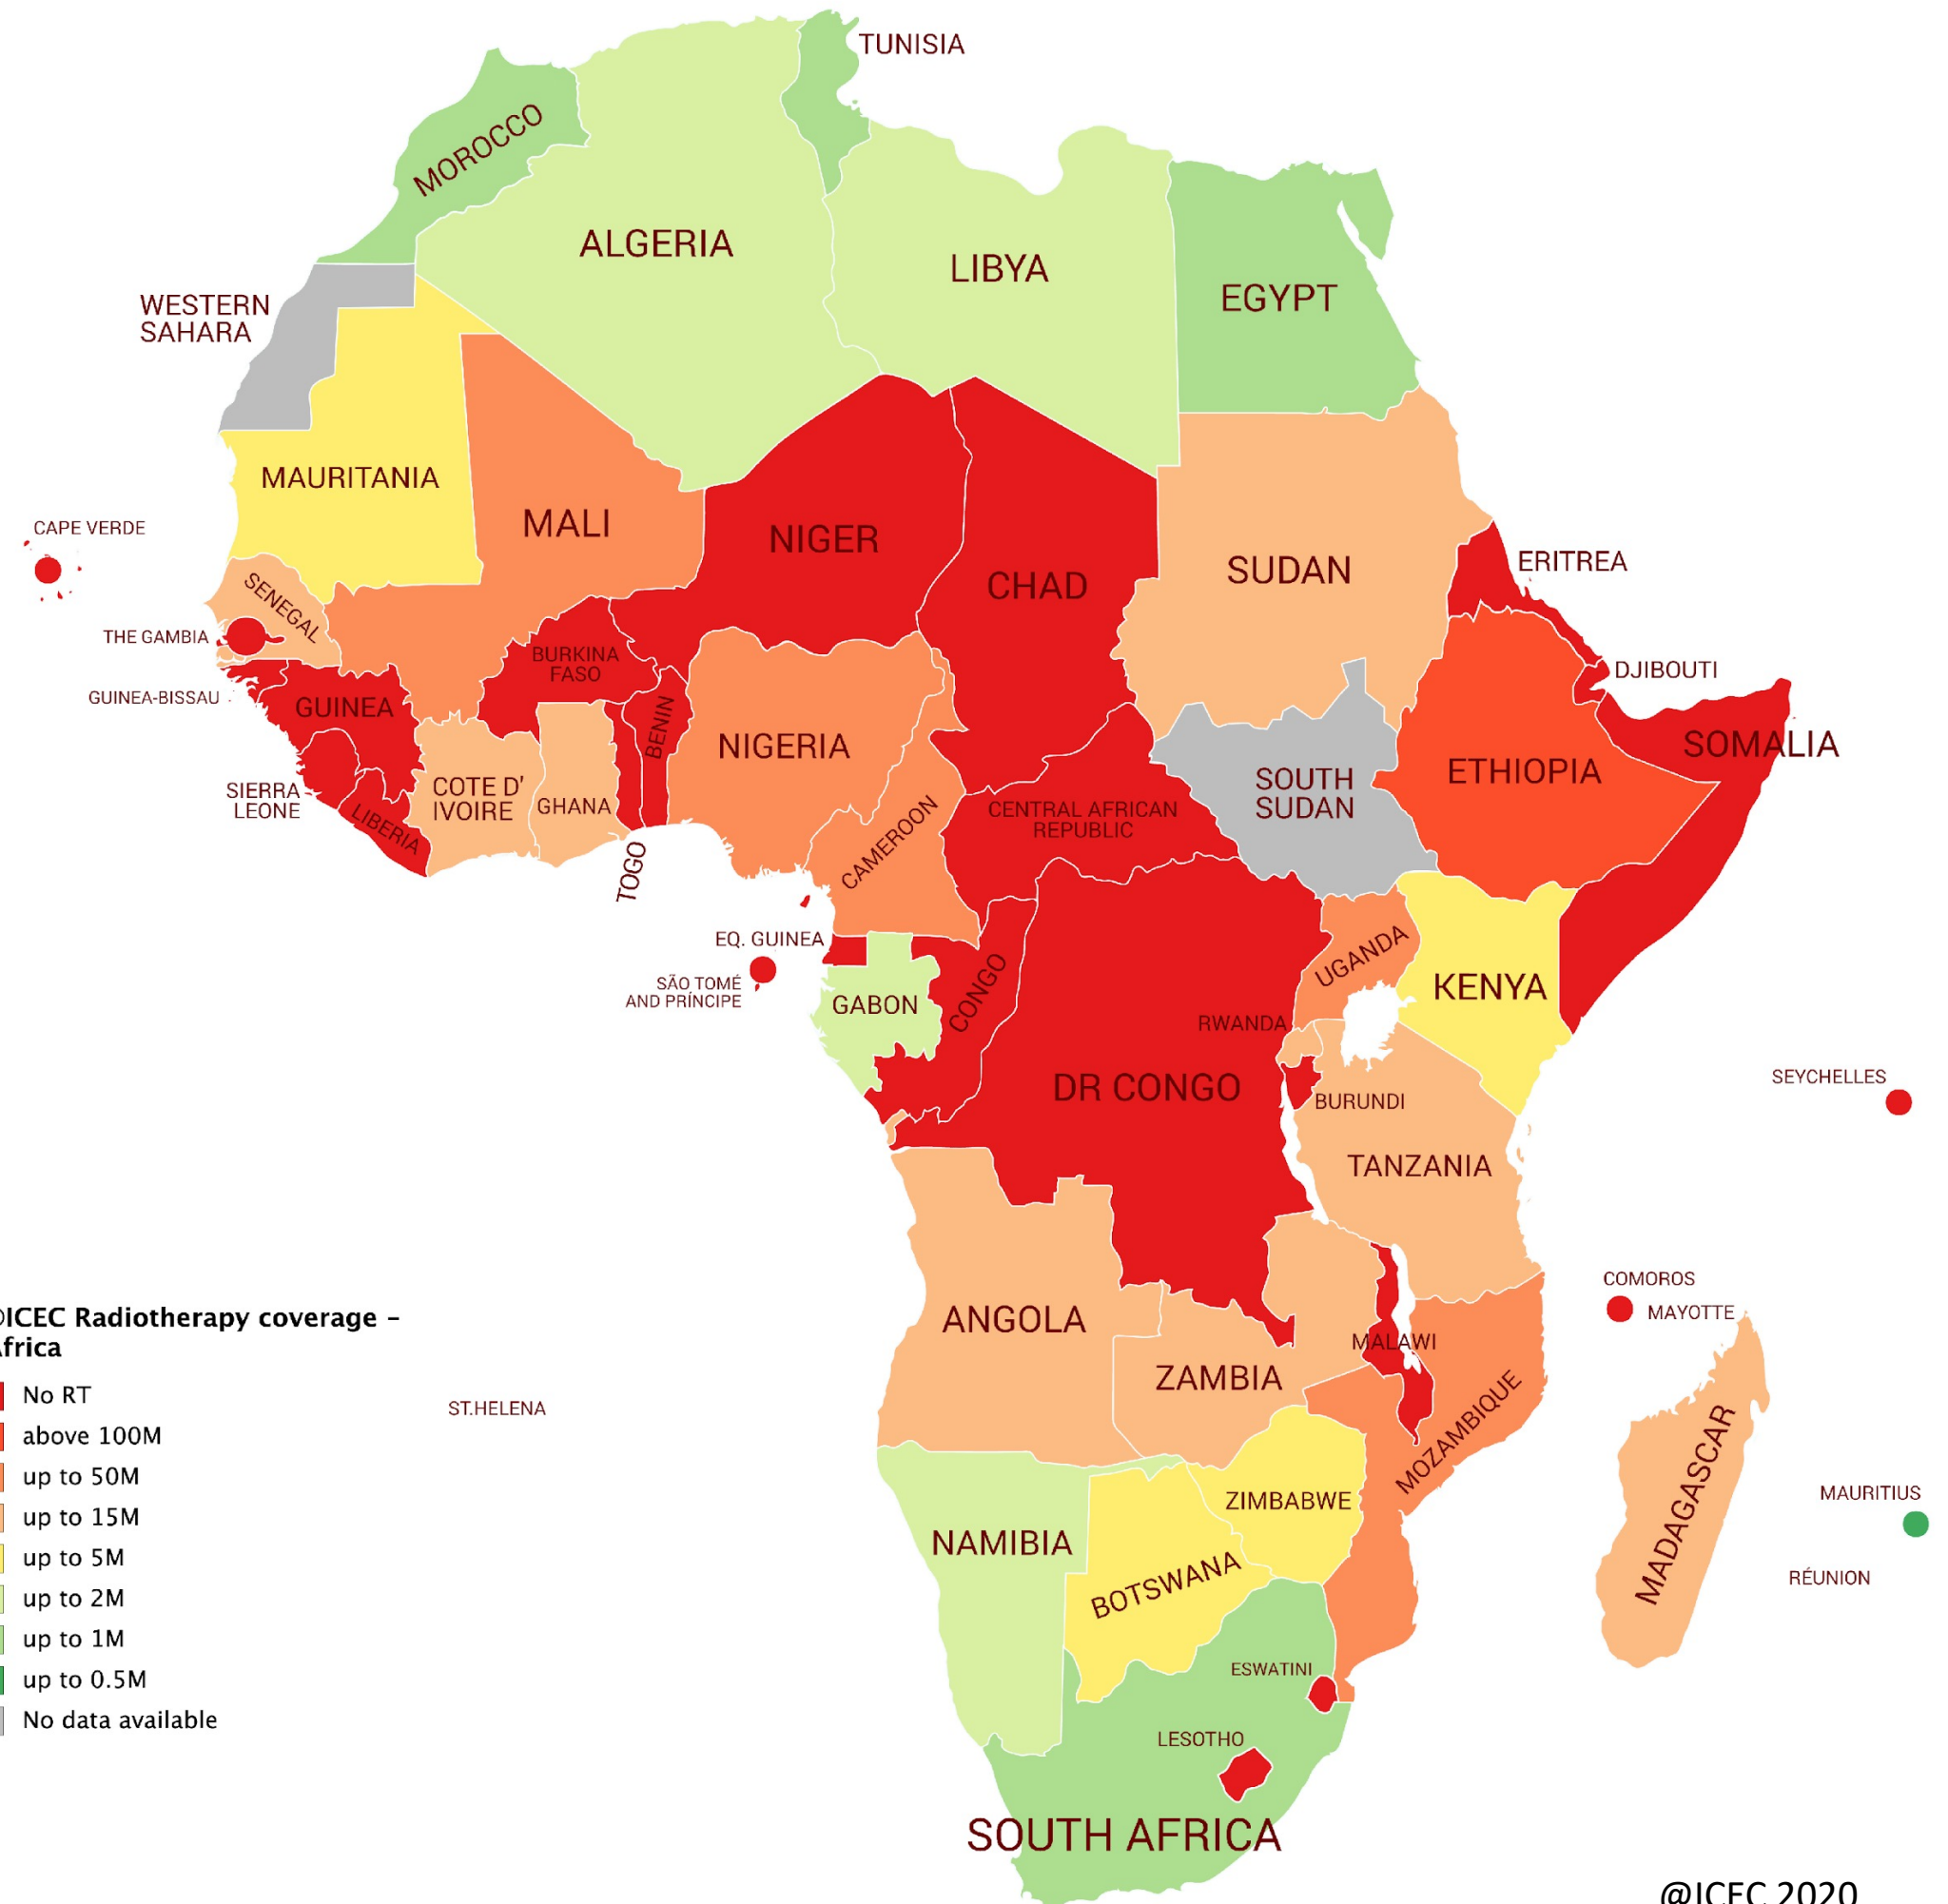 TUNISIA
MOROCCO
ALGERIA
LIBYA
EGYPT
WESTERN
SAHARA
MAURITANIA
MALI
NIGER
CHAD
SUDAN
ERITREA
CAPE VERDE
SENEGAL
THE GAMBIA
GUINEA-BISSAU
GUINEA
BURKINA
FASO
BENIN
NIGERIA
DJIBOUTI
SOMALIA
ETHIOPIA
SOUTH
SUDAN
SIERRA
LEONE
LIBERIA
COTE D'
IVOIRE
GHANA
TOGO
CAMEROON
CENTRAL AFRICAN
REPUBLIC
EQ. GUINEA
SÃO TOMÉ
AND PRÍNCIPE
GABON
CONGO
DR CONGO
UGANDA
KENYA
RWANDA
BURUNDI
TANZANIA
SEYCHELLES
COMOROS
MAYOTTE
ANGOLA
ZAMBIA
MALAWI
MOZAMBIQUE
MADAGASCAR
MAURITIUS
RÉUNION
ST.HELENA
NAMIBIA
BOTSWANA
ZIMBABWE
ESWATINI
LESOTHO
SOUTH AFRICA
ICEC Radiotherapy coverage –
frica
No RT
above 100M
up to 50M
up to 15M
up to 5M
up to 2M
up to 1M
up to 0.5M
No data available
@ICEC 2020